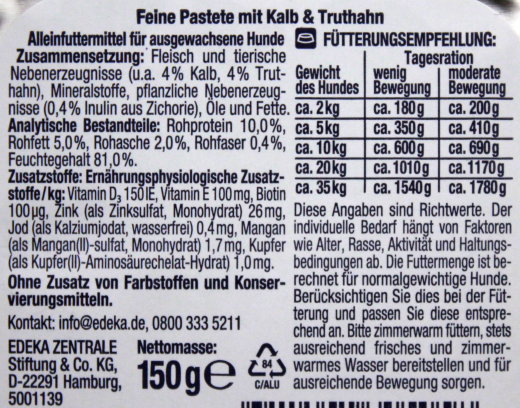 Feine Pastete mit Kalb & Truthahn
Alleinfuttermittel für ausgewachsene Hunde
Zusammensetzung: Fleisch und tierische
Nebenerzeugnisse (u.a. 4% Kalb, 4% Trut-
hahn), Mineralstoffe, pflanzliche Nebenerzeug-
nisse (0,4% Inulin aus Zichorie), Öle und Fette.
Analytische Bestandteile: Rohprotein 10,0%,
Rohfett 5,0%, Rohasche 2,0%, Rohfaser 0,4%,
Feuchtegehalt 81,0%.
Zusatzstoffe: Ernährungsphysiologische Zusatz-
stoffe/kg: Vitamin D₃ 150 IE, Vitamin E 100 mg, Biotin
100 µg, Zink (als Zinksulfat, Monohydrat) 26 mg,
Jod (als Kalziumjodat, wasserfrei) 0,4 mg, Mangan
(als Mangan(II)-sulfat, Monohydrat) 1,7 mg, Kupfer
(als Kupfer(II)-Aminosäurechelat-Hydrat) 1,0 mg.
Ohne Zusatz von Farbstoffen und Konser-
vierungsmitteln.
Kontakt: info@edeka.de, 0800 333 5211
EDEKA ZENTRALE
Stiftung & Co. KG,
D-22291 Hamburg,
5001139
Nettomasse:
150 g e
84
C/ALU
FÜTTERUNGSEMPFEHLUNG:
Tagesration
Gewicht wenig moderate
des Hundes Bewegung Bewegung
ca. 2 kg ca. 180 g ca. 200 g
ca. 5 kg ca. 350 g ca. 410 g
ca. 10 kg ca. 600 g ca. 690 g
ca. 20 kg ca. 1010 g ca. 1170 g
ca. 35 kg ca. 1540 g ca. 1780 g
Diese Angaben sind Richtwerte. Der
individuelle Bedarf hängt von Faktoren
wie Alter, Rasse, Aktivität und Haltungs-
bedingungen ab. Die Futtermenge ist be-
rechnet für normalgewichtige Hunde.
Berücksichtigen Sie dies bei der Füt-
terung und passen Sie diese entspre-
chend an. Bitte zimmerwarm füttern, stets
ausreichend frisches und zimmer-
warmes Wasser bereitstellen und für
ausreichende Bewegung sorgen.